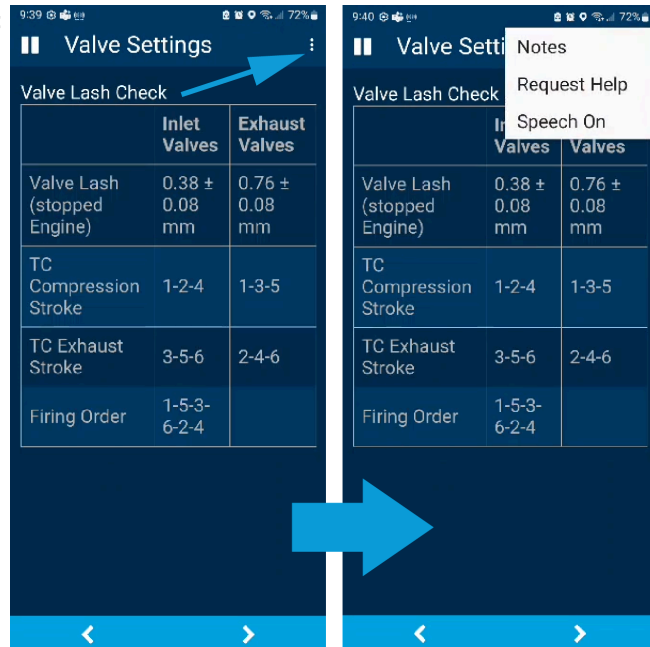 9:39
72%
Valve Settings
Valve Lash Check
Inlet Valves
Exhaust Valves
Valve Lash (stopped Engine)
0.38 ± 0.08 mm
0.76 ± 0.08 mm
TC Compression Stroke
1-2-4
1-3-5
TC Exhaust Stroke
3-5-6
2-4-6
Firing Order
1-5-3-6-2-4
9:40
72%
Valve Setti
Notes
Request Help
Speech On
Valve Lash Check
In
Valves
Exhaust
Valves
Valve Lash (stopped Engine)
0.38 ± 0.08 mm
0.76 ± 0.08 mm
TC Compression Stroke
1-2-4
1-3-5
TC Exhaust Stroke
3-5-6
2-4-6
Firing Order
1-5-3-6-2-4